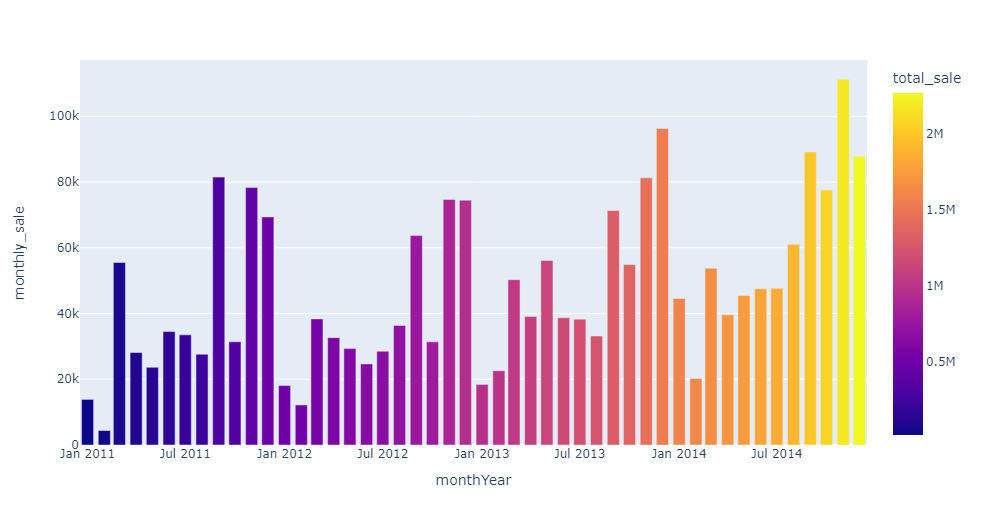 total_sale
monthly_sale
100k
80k
60k
40k
20k
0
2M
1.5M
1M
0.5M
Jan 2011 Jul 2011 Jan 2012 Jul 2012 Jan 2013 Jul 2013 Jan 2014 Jul 2014
monthYear